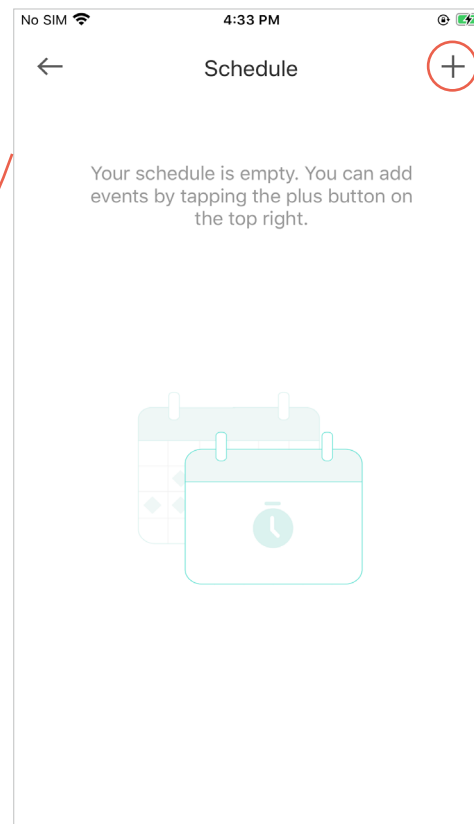 No SIM 4:33 PM
Schedule
Your schedule is empty. You can add
events by tapping the plus button on
the top right.